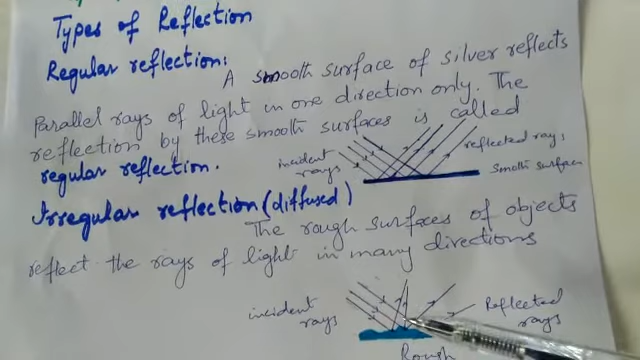 Types of Reflection
Regular reflection:
A smooth surface of silver reflects
Parallel rays of light in one direction only. The
reflection by these smooth surfaces is called
regular reflection.
incident
rays
reflected rays
Smoth surface
Irregular reflection (diffused)
The rough surfaces of objects
reflect the rays of light in many directions
incident
rays
Reflected
rays
Rough